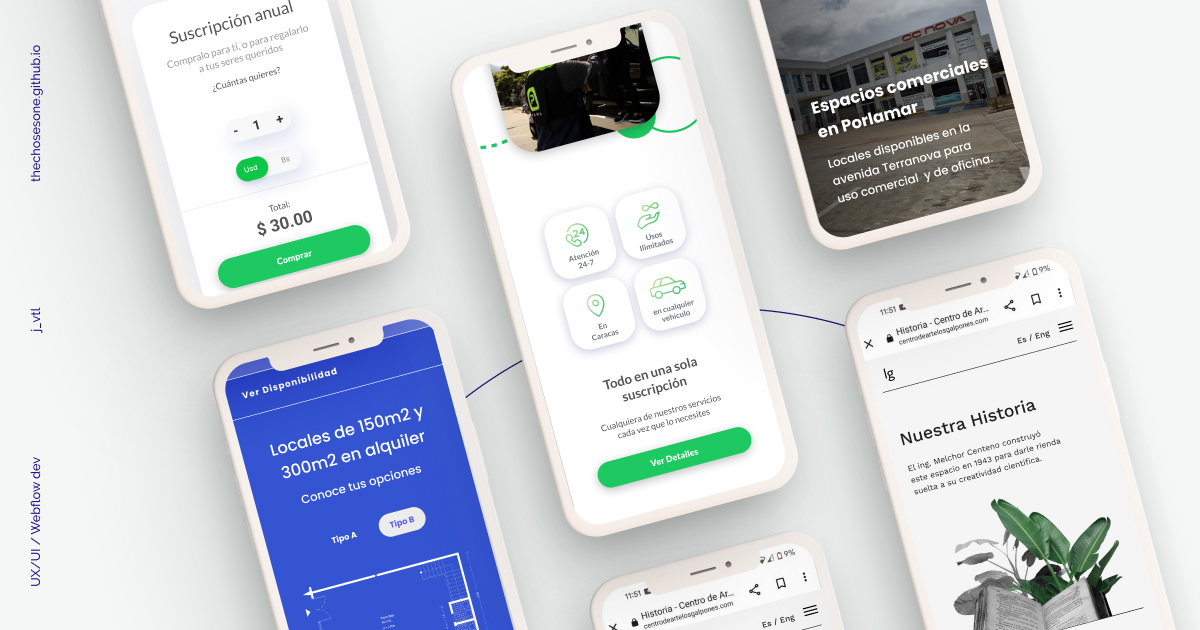 thechosesone.github.io
j_vtl
UX/UI / Webflow dev
Suscripción anual
Compralo para tí, o para regalarlo
a tus seres queridos
¿Cuántas quieres?
- 1 +
Usd Bs
Total:
$ 30.00
Comprar
Ver Disponibilidad
Locales de 150m2 y
300m2 en alquiler
Conoce tus opciones
Tipo A Tipo B
24
Atención
24-7
Usos
Ilimitados
En
Caracas
en cualquier
vehiculo
Todo en una sola
suscripción
Cualquiera de nuestros servicios
cada vez que lo necesites
Ver Detalles
CC NOVA
Espacios comerciales
en Porlamar
Locales disponibles en la
avenida Terranova para
uso comercial y de oficina.
11:51 9%
Historia - Centro de Ar...
centrodeartelosgalpones.com
Es / Eng
lg
Nuestra Historia
El ing. Melchor Centeno construyó
este espacio en 1943 para darle rienda
suelta a su creatividad científica.
11:51 9%
Historia - Centro de Ar...
centrodeartelosgalpones.com
Es / Eng